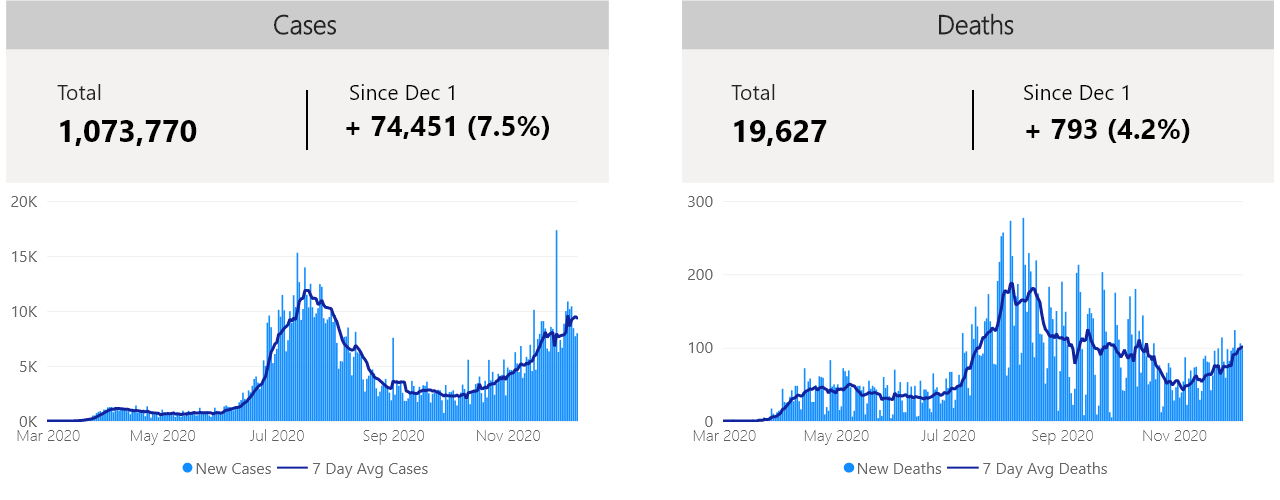 Cases
Total
1,073,770
Since Dec 1
+ 74,451 (7.5%)
20K
15K
10K
5K
0K
Mar 2020 May 2020 Jul 2020 Sep 2020 Nov 2020
New Cases 7 Day Avg Cases
Deaths
Total
19,627
Since Dec 1
+ 793 (4.2%)
300
200
100
0
Mar 2020 May 2020 Jul 2020 Sep 2020 Nov 2020
New Deaths 7 Day Avg Deaths